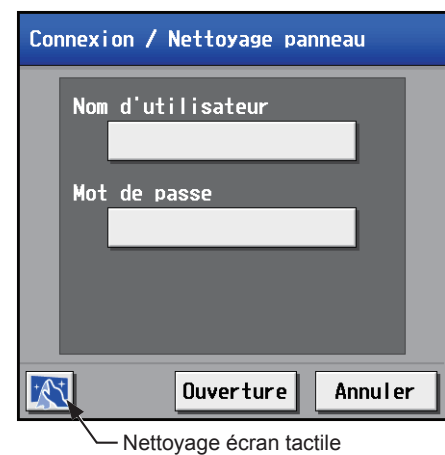 Connexion / Nettoyage panneau
Nom d'utilisateur
Mot de passe
Ouverture Annuler
Nettoyage écran tactile